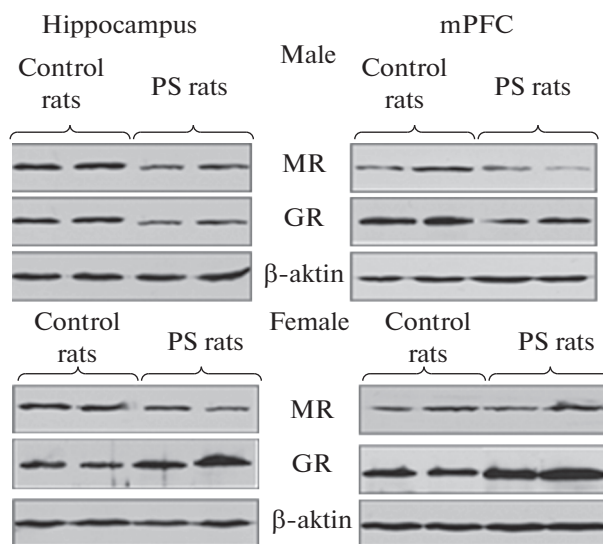 Hippocampus
mPFC
Male
Control
rats
PS rats
Control
rats
PS rats
MR
GR
β-aktin
Female
Control
rats
PS rats
Control
rats
PS rats
MR
GR
β-aktin